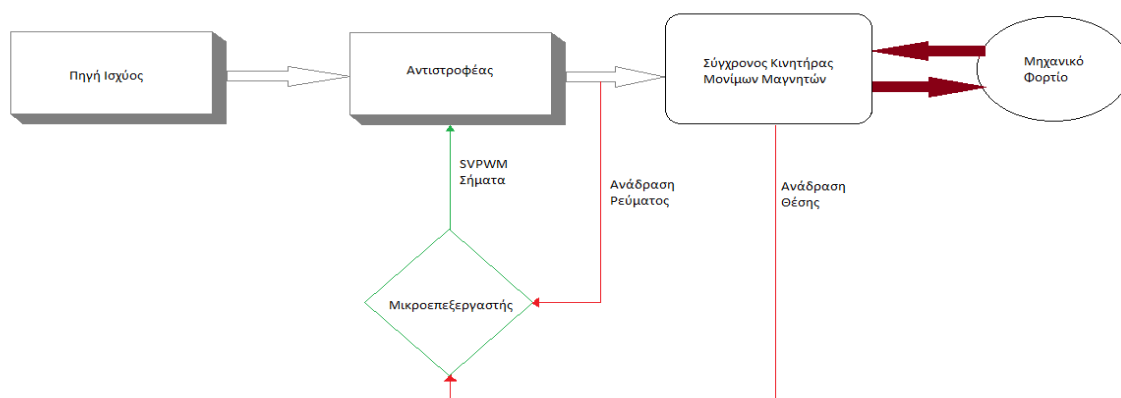 Πηγή Ισχύος
Αντιστροφέας
Σύγχρονος Κινητήρας
Μονίμων Μαγνητών
Μηχανικό
Φορτίο
SVPWM
Σήματα
Ανάδραση
Ρεύματος
Ανάδραση
Θέσης
Μικροεπεξεργαστής